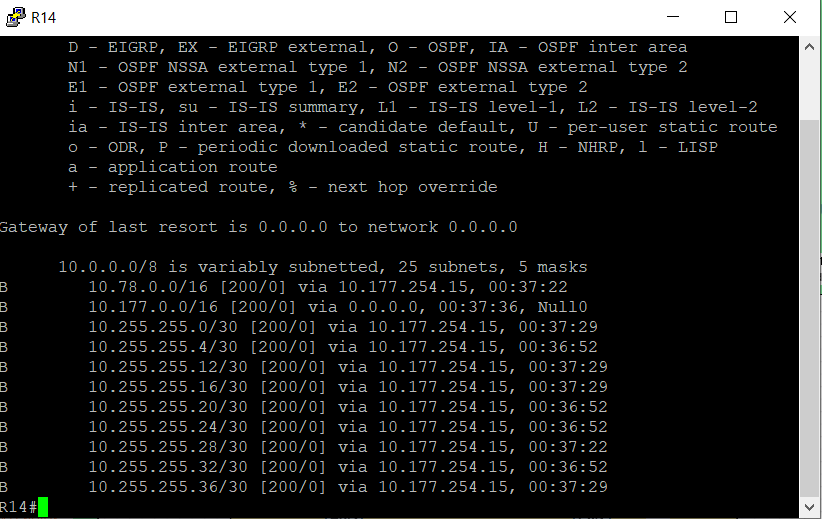 R14
D - EIGRP, EX - EIGRP external, O - OSPF, IA - OSPF inter area
N1 - OSPF NSSA external type 1, N2 - OSPF NSSA external type 2
E1 - OSPF external type 1, E2 - OSPF external type 2
i - IS-IS, su - IS-IS summary, L1 - IS-IS level-1, L2 - IS-IS level-2
ia - IS-IS inter area, * - candidate default, U - per-user static route
o - ODR, P - periodic downloaded static route, H - NHRP, l - LISP
a - application route
+ - replicated route, % - next hop override
Gateway of last resort is 0.0.0.0 to network 0.0.0.0
10.0.0.0/8 is variably subnetted, 25 subnets, 5 masks
B 10.78.0.0/16 [200/0] via 10.177.254.15, 00:37:22
B 10.177.0.0/16 [200/0] via 0.0.0.0, 00:37:36, Null0
B 10.255.255.0/30 [200/0] via 10.177.254.15, 00:37:29
B 10.255.255.4/30 [200/0] via 10.177.254.15, 00:36:52
B 10.255.255.12/30 [200/0] via 10.177.254.15, 00:37:29
B 10.255.255.16/30 [200/0] via 10.177.254.15, 00:37:29
B 10.255.255.20/30 [200/0] via 10.177.254.15, 00:36:52
B 10.255.255.24/30 [200/0] via 10.177.254.15, 00:36:52
B 10.255.255.28/30 [200/0] via 10.177.254.15, 00:37:22
B 10.255.255.32/30 [200/0] via 10.177.254.15, 00:36:52
B 10.255.255.36/30 [200/0] via 10.177.254.15, 00:37:29
R14#